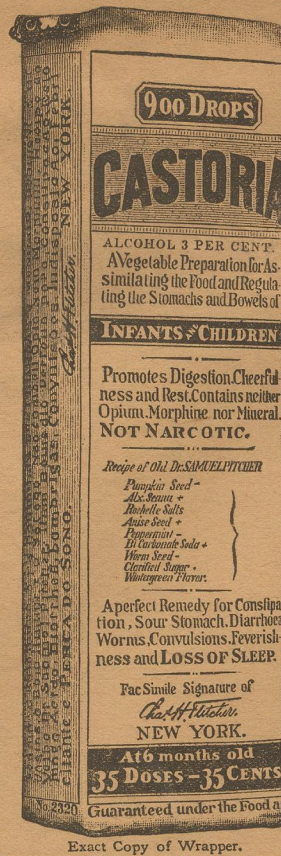 900 DROPS
CASTORIA
ALCOHOL 3 PER CENT.
A Vegetable Preparation for As-
similating the Food and Regula-
ting the Stomachs and Bowels of
INFANTS & CHILDREN
Promotes Digestion, Cheerful-
ness and Rest. Contains neither
Opium, Morphine nor Mineral.
NOT NARCOTIC.
Recipe of Old Dr. SAMUEL PITCHER
Pumpkin Seed -
Alx. Senna +
Rochelle Salts
Anise Seed +
Peppermint -
Bi Carbonate Soda +
Worm Seed -
Clarified Sugar .
Wintergreen Flavor.
A perfect Remedy for Constipa
tion, Sour Stomach, Diarrhoea
Worms, Convulsions, Feverish-
ness and LOSS OF SLEEP.
Fac Simile Signature of
Chas. H. Fletcher.
NEW YORK.
At 6 months old
35 DOSES - 35 CENTS
Guaranteed under the Food a
No. 2320
Exact Copy of Wrapper.
Chas. H. Fletcher.
NEW YORK.
PERCA DO SONO